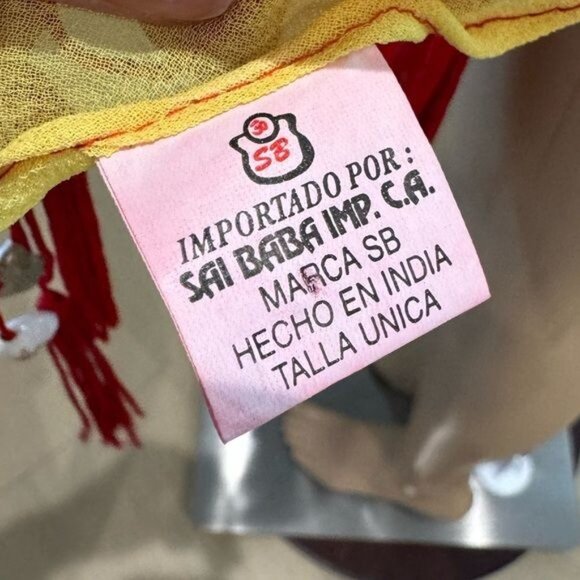 SB
IMPORTADO POR :
SAI BABA IMP. C.A.
MARCA SB
HECHO EN INDIA
TALLA UNICA